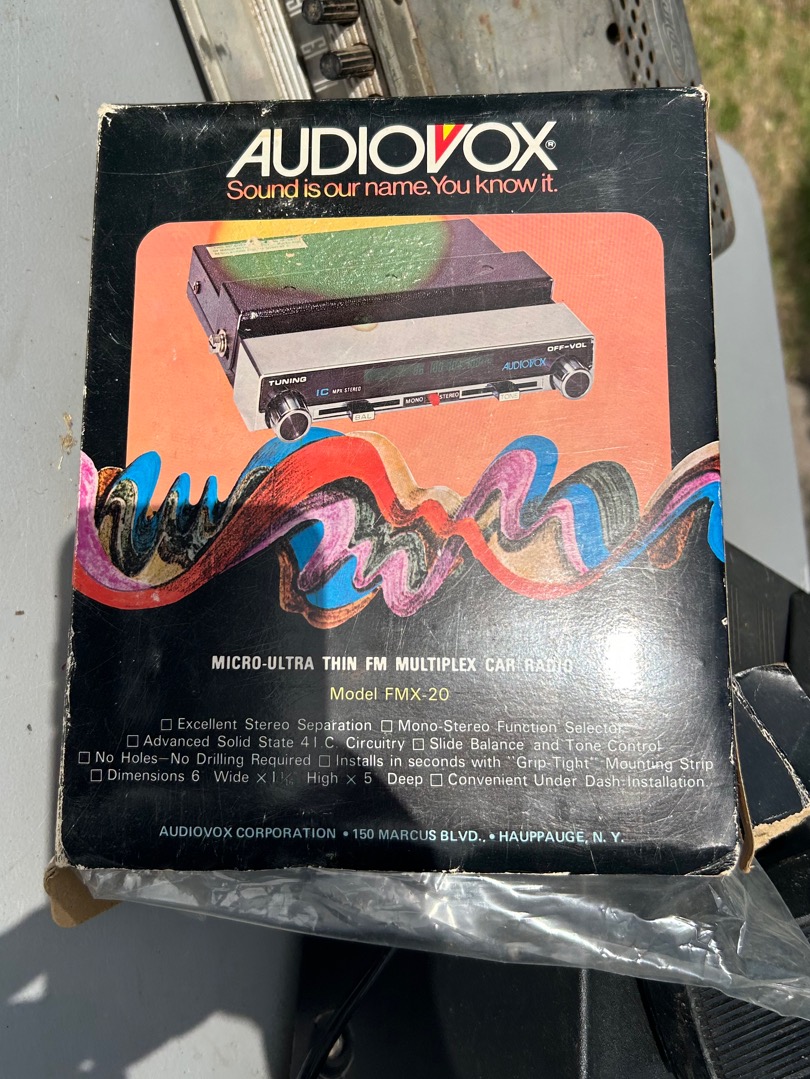 AUDIOVOX®
Sound is our name. You know it.
TUNING
OFF-VOL
AUDIOVOX
IC MPX STEREO
MONO STEREO
BAL
TONE
MICRO-ULTRA THIN FM MULTIPLEX CAR RADIO
Model FMX-20
☐ Excellent Stereo Separation ☐ Mono-Stereo Function Selector
☐ Advanced Solid State 4 I.C. Circuitry ☐ Slide Balance and Tone Control
☐ No Holes—No Drilling Required ☐ Installs in seconds with "Grip-Tight" Mounting Strip
☐ Dimensions 6 Wide × High × 5 Deep ☐ Convenient Under Dash Installation.
AUDIOVOX CORPORATION • 150 MARCUS BLVD., • HAUPPAUGE, N. Y.